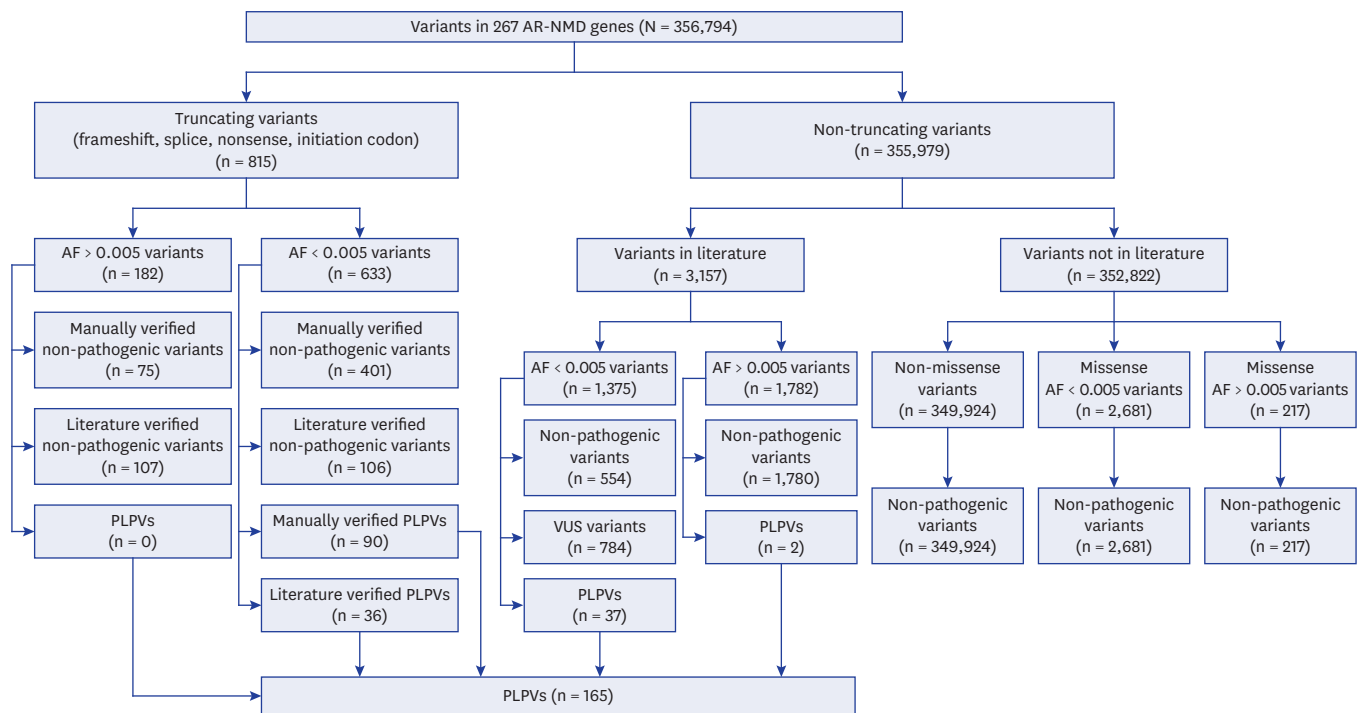 Variants in 267 AR-NMD genes (N = 356,794)
Truncating variants
(frameshift, splice, nonsense, initiation codon)
(n = 815)
Non-truncating variants
(n = 355,979)
AF > 0.005 variants
(n = 182)
AF < 0.005 variants
(n = 633)
Variants in literature
(n = 3,157)
Variants not in literature
(n = 352,822)
Manually verified
non-pathogenic variants
(n = 75)
Manually verified
non-pathogenic variants
(n = 401)
AF < 0.005 variants
(n = 1,375)
AF > 0.005 variants
(n = 1,782)
Non-missense
variants
(n = 349,924)
Missense
AF < 0.005 variants
(n = 2,681)
Missense
AF > 0.005 variants
(n = 217)
Literature verified
non-pathogenic variants
(n = 107)
Literature verified
non-pathogenic variants
(n = 106)
Non-pathogenic
variants
(n = 554)
Non-pathogenic
variants
(n = 1,780)
PLPVs
(n = 0)
Manually verified PLPVs
(n = 90)
VUS variants
(n = 784)
PLPVs
(n = 2)
Non-pathogenic
variants
(n = 349,924)
Non-pathogenic
variants
(n = 2,681)
Non-pathogenic
variants
(n = 217)
Literature verified PLPVs
(n = 36)
PLPVs
(n = 37)
PLPVs (n = 165)